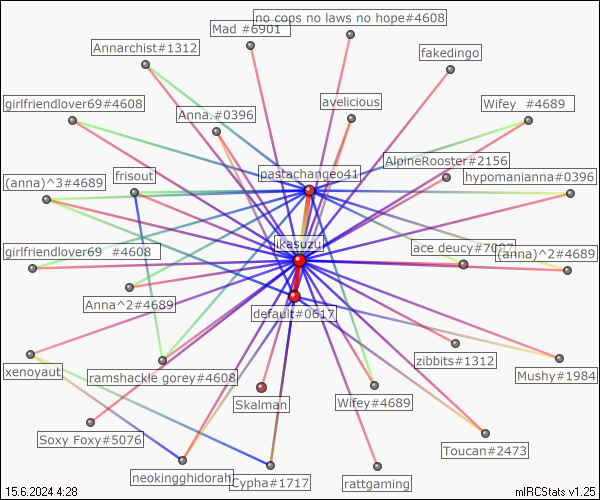 no cops no laws no hope#4608
Mad #6901
Annarchist#1312
fakedingo
girlfriendlover69#4608
Anna.#0396
avelicious
Wifey  #4689
AlpineRooster#2156
pastachangeo41
frisout
(anna)^3#4689
hypomanianna#0396
likasuzu
ace deucy#7027
(anna)^2#4689
girlfriendlover69  #4608
Anna^2#4689
default#0617
zibbits#1312
xenoyaut
ramshackle gorey#4608
Mushy#1984
Skalman
Wifey#4689
Soxy Foxy#5076
Toucan#2473
neokingghidorah
Cypha#1717
rattgaming
15.6.2024 4:28
mIRCStats v1.25